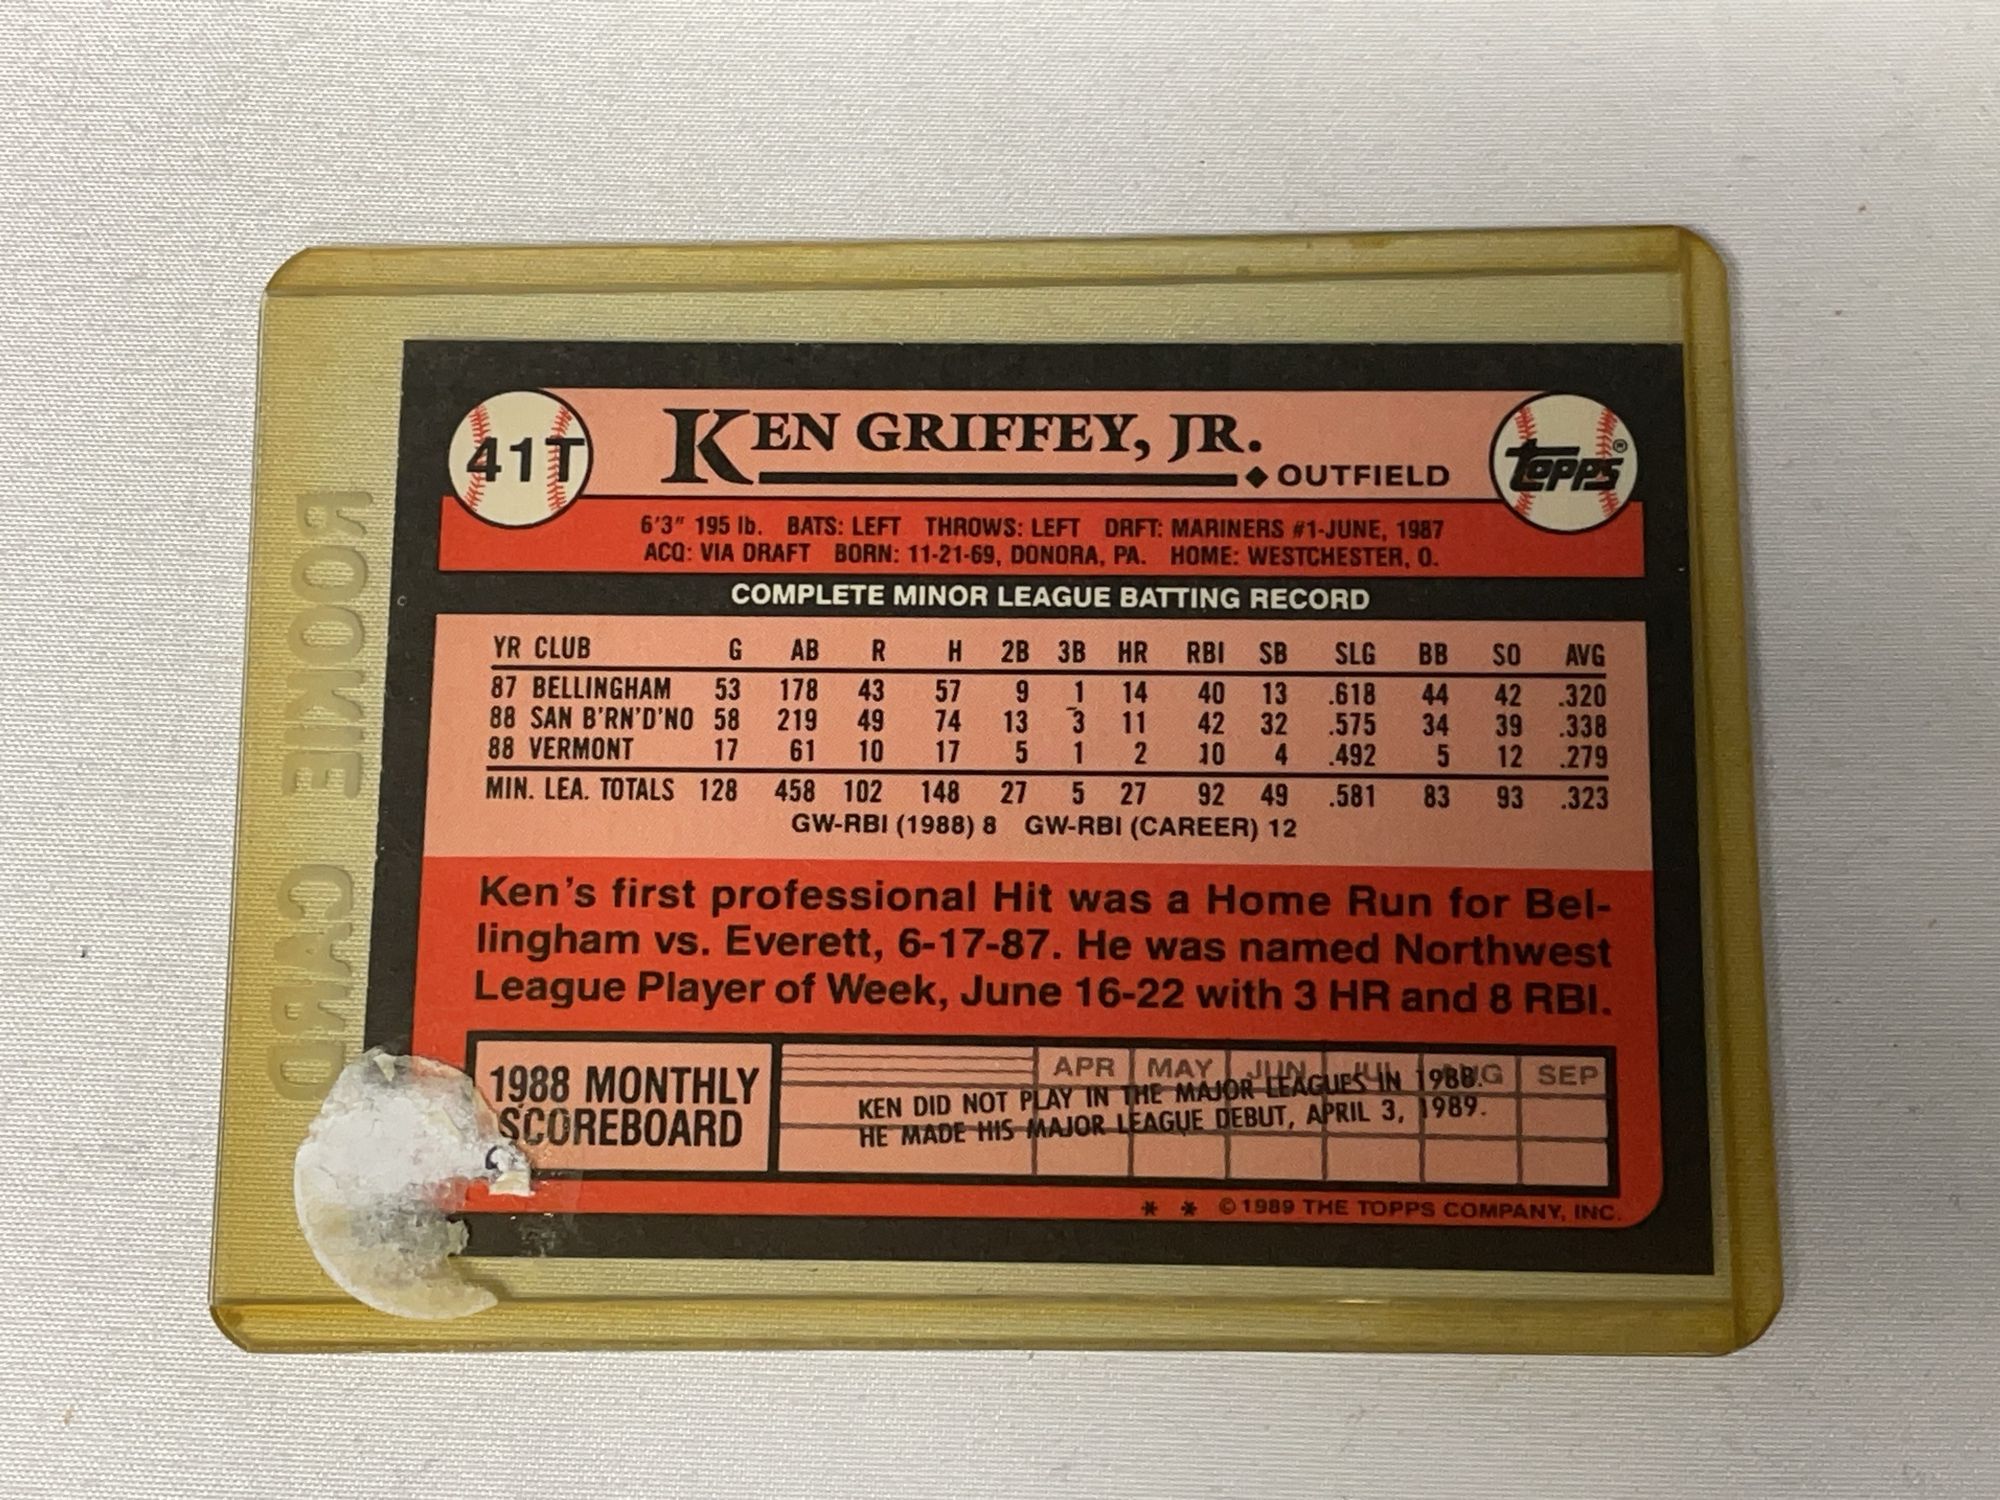 ROOKIE CARD
41T
KEN GRIFFEY, JR.
OUTFIELD
TOPPS®
6'3" 195 lb. BATS: LEFT THROWS: LEFT DRFT: MARINERS #1-JUNE, 1987
ACQ: VIA DRAFT BORN: 11-21-69, DONORA, PA. HOME: WESTCHESTER, O.
COMPLETE MINOR LEAGUE BATTING RECORD
YR CLUB G AB R H 2B 3B HR RBI SB SLG BB SO AVG
87 BELLINGHAM 53 178 43 57 9 1 14 40 13 .618 44 42 .320
88 SAN B'RN'D'NO 58 219 49 74 13 3 11 42 32 .575 34 39 .338
88 VERMONT 17 61 10 17 5 1 2 10 4 .492 5 12 .279
MIN. LEA. TOTALS 128 458 102 148 27 5 27 92 49 .581 83 93 .323
GW-RBI (1988) 8 GW-RBI (CAREER) 12
Ken's first professional Hit was a Home Run for Bel-
lingham vs. Everett, 6-17-87. He was named Northwest
League Player of Week, June 16-22 with 3 HR and 8 RBI.
1988 MONTHLY
SCOREBOARD
APR MAY JUN JUL AUG SEP
KEN DID NOT PLAY IN THE MAJOR LEAGUES IN 1988.
HE MADE HIS MAJOR LEAGUE DEBUT, APRIL 3, 1989.
* * © 1989 THE TOPPS COMPANY, INC.